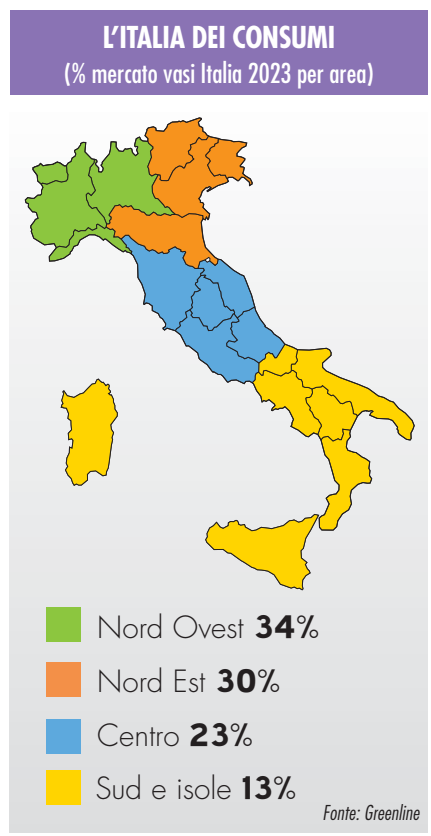 L'ITALIA DEI CONSUMI
(% mercato vasi Italia 2023 per area)
Nord Ovest 34%
Nord Est 30%
Centro 23%
Sud e isole 13%
Fonte: Greenline